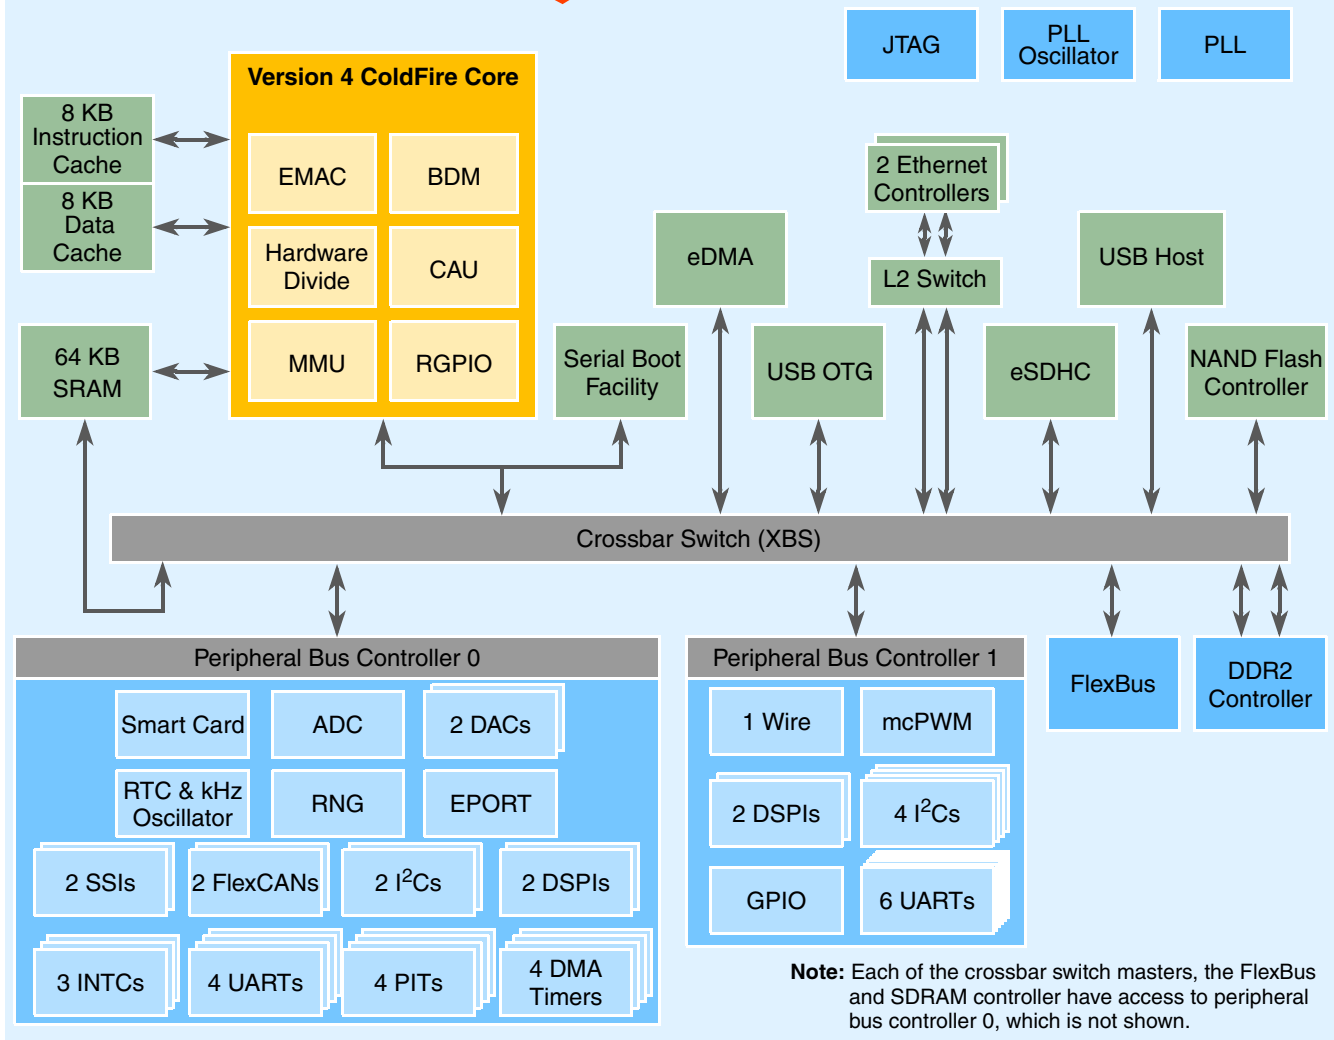 JTAG
PLL
Oscillator
PLL
Version 4 ColdFire Core
8 KB
Instruction
Cache
8 KB
Data
Cache
EMAC
BDM
Hardware
Divide
CAU
MMU
RGPIO
64 KB
SRAM
2 Ethernet
Controllers
eDMA
L2 Switch
USB Host
Serial Boot
Facility
USB OTG
eSDHC
NAND Flash
Controller
Crossbar Switch (XBS)
Peripheral Bus Controller 0
Smart Card
ADC
2 DACs
RTC & kHz
Oscillator
RNG
EPORT
2 SSIs
2 FlexCANs
2 I²Cs
2 DSPIs
3 INTCs
4 UARTs
4 PITs
4 DMA
Timers
Peripheral Bus Controller 1
1 Wire
mcPWM
2 DSPIs
4 I²Cs
GPIO
6 UARTs
FlexBus
DDR2
Controller
Note: Each of the crossbar switch masters, the FlexBus
and SDRAM controller have access to peripheral
bus controller 0, which is not shown.